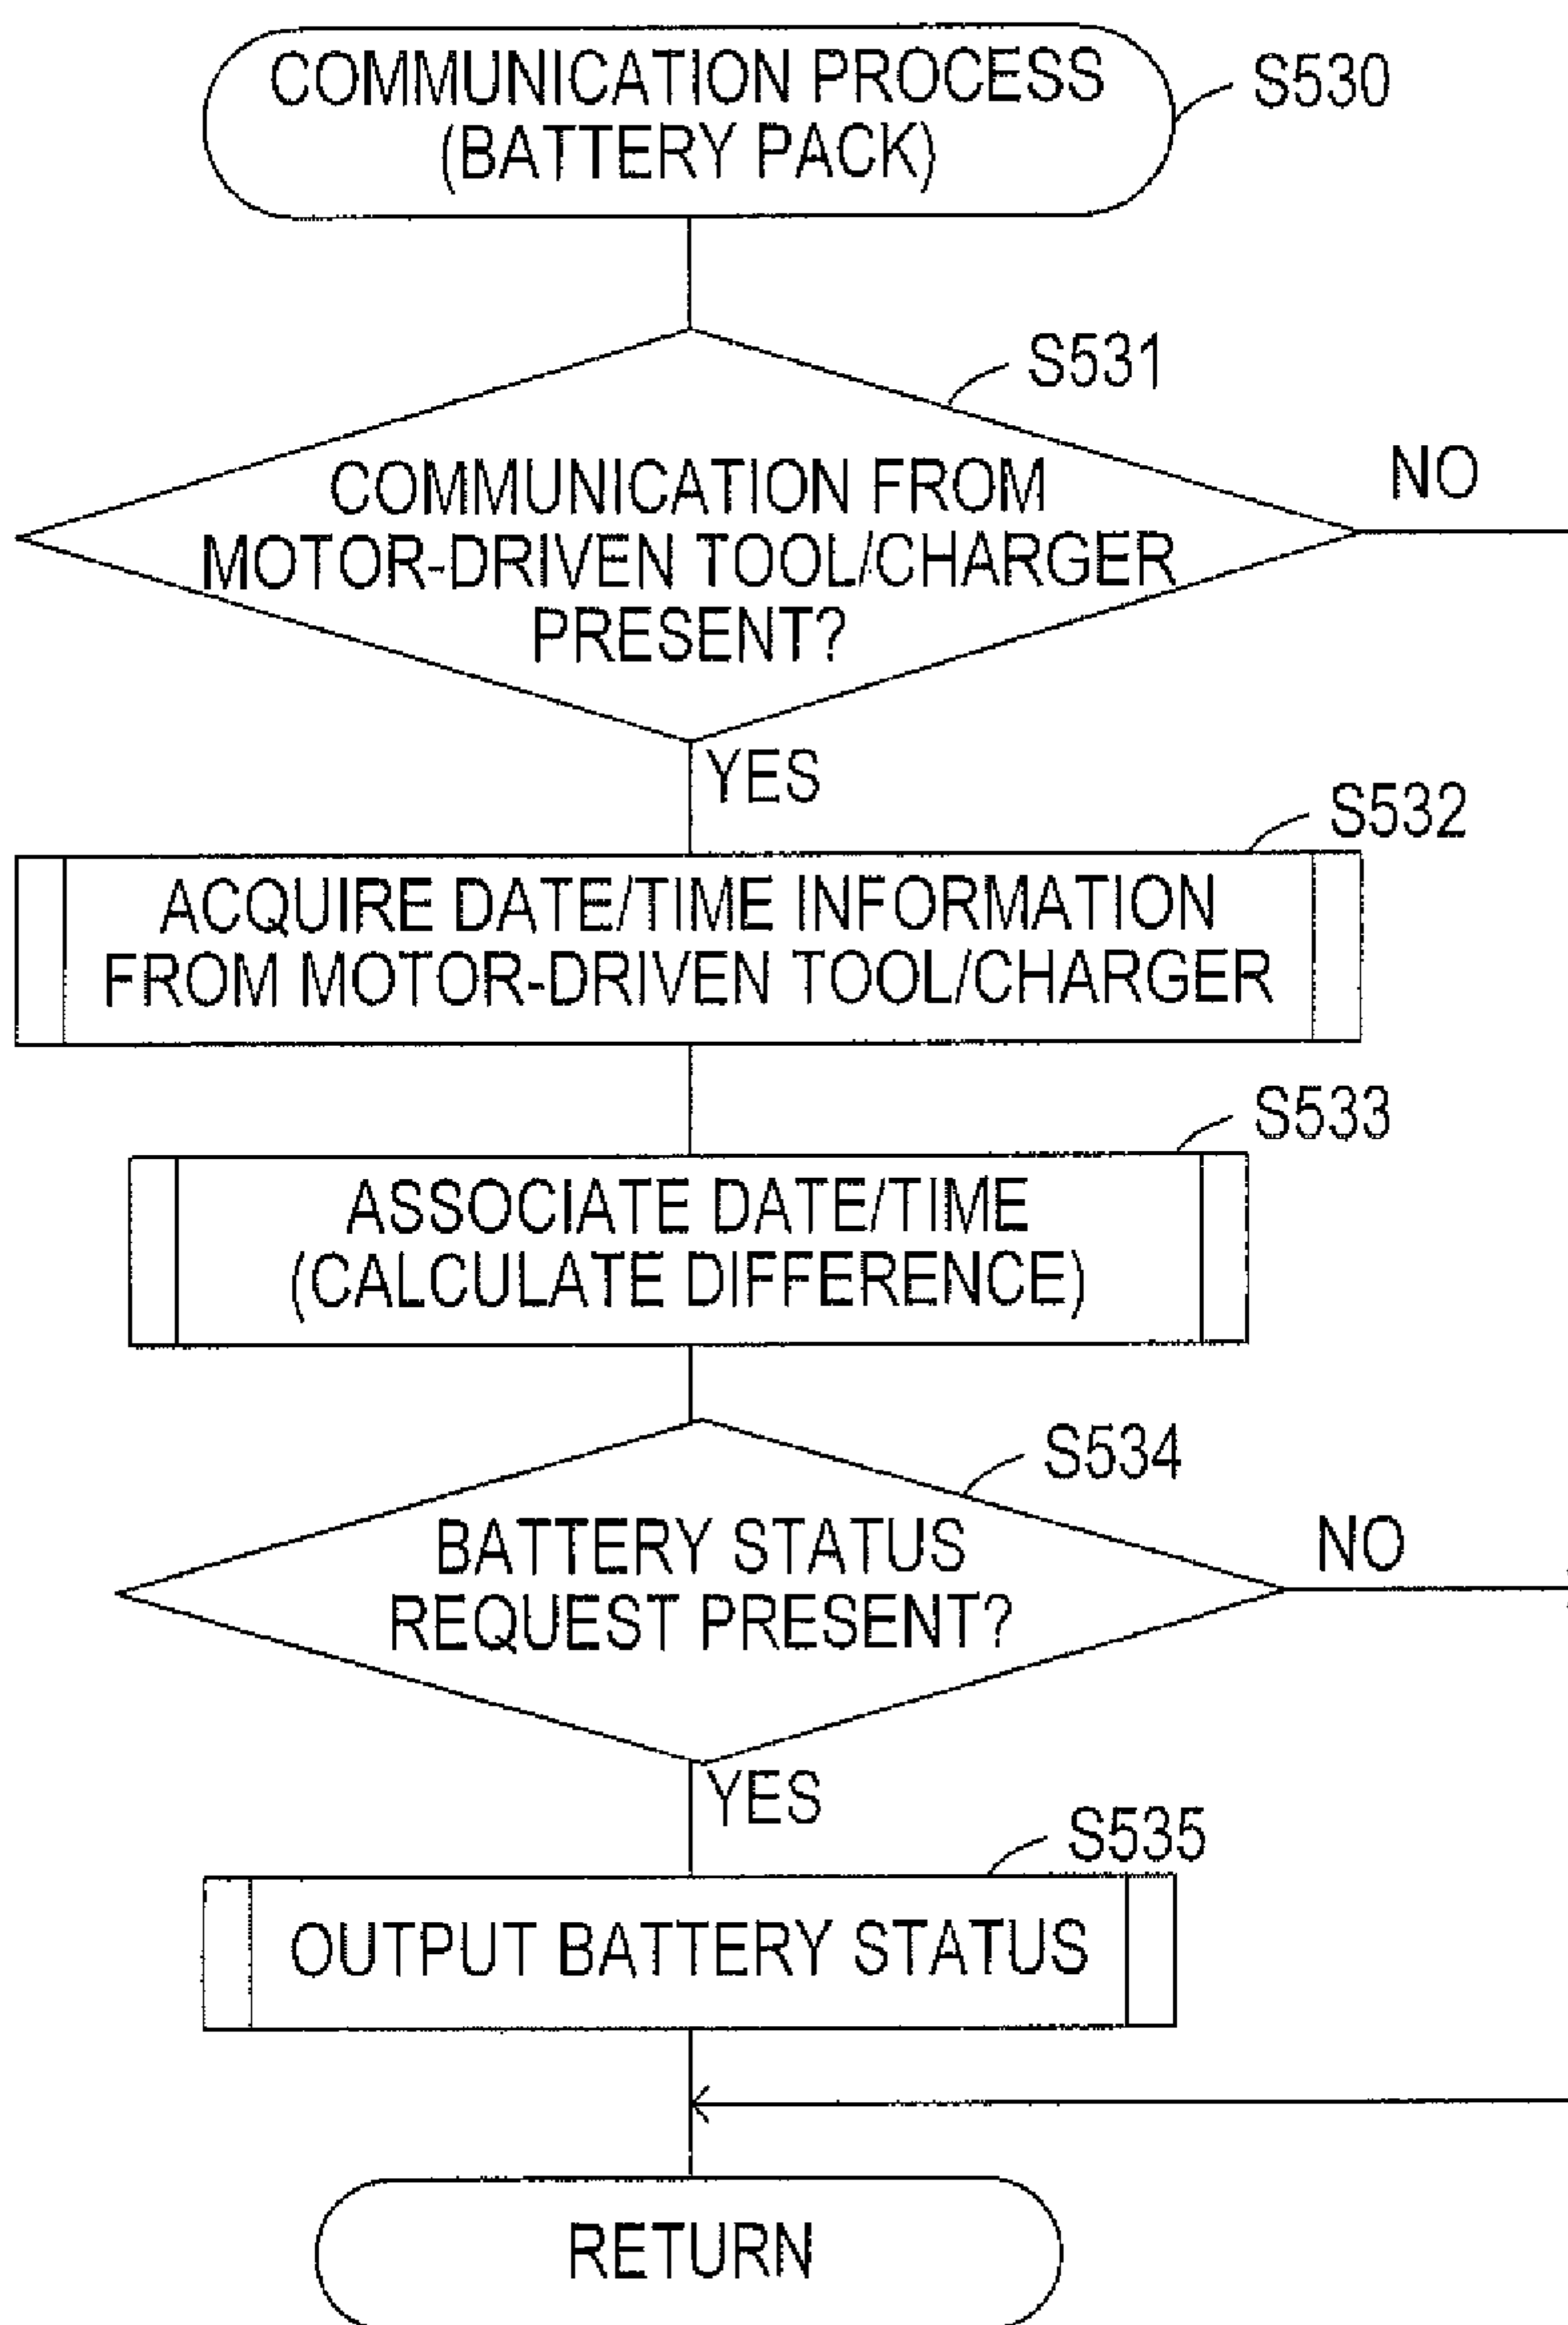 COMMUNICATION PROCESS
(BATTERY PACK)
S530
S531
COMMUNICATION FROM
MOTOR-DRIVEN TOOL/CHARGER
PRESENT?
NO
YES
S532
ACQUIRE DATE/TIME INFORMATION
FROM MOTOR-DRIVEN TOOL/CHARGER
S533
ASSOCIATE DATE/TIME
(CALCULATE DIFFERENCE)
S534
BATTERY STATUS
REQUEST PRESENT?
NO
YES
S535
OUTPUT BATTERY STATUS
RETURN